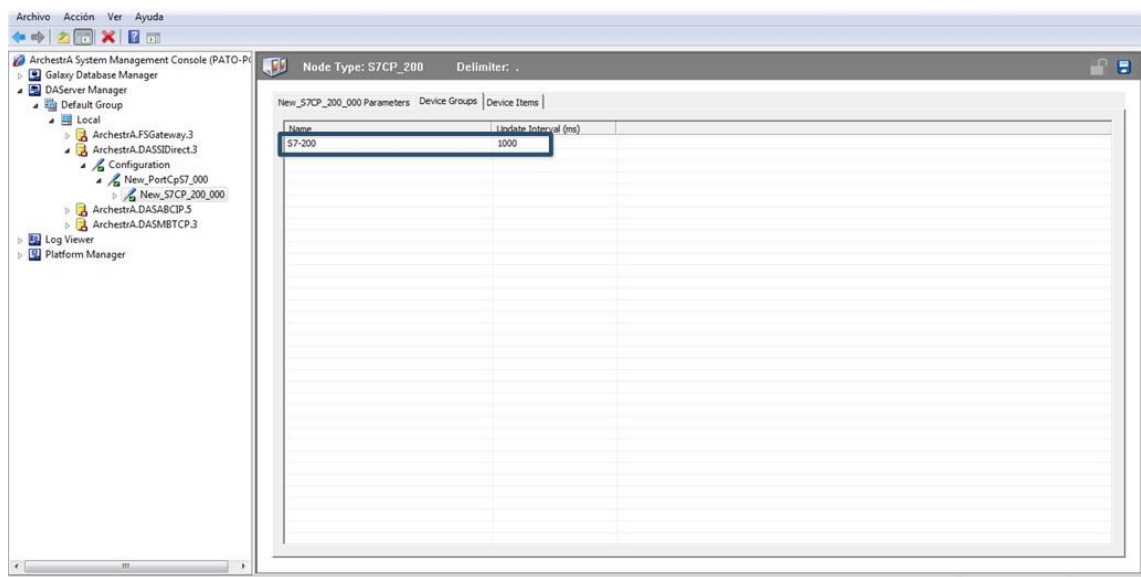 Archivo Acción Ver Ayuda
ArchestrA System Management Console (PATO-P
Galaxy Database Manager
DAServer Manager
Default Group
Local
ArchestrA.FSGateway.3
ArchestrA.DASSIDirect.3
Configuration
New_PortCpS7_000
New_S7CP_200_000
ArchestrA.DASABCIP.5
ArchestrA.DASMBTCP.3
Log Viewer
Platform Manager
Node Type: S7CP_200 Delimiter: .
New_S7CP_200_000 Parameters Device Groups Device Items
Name Update Interval (ms)
S7-200 1000